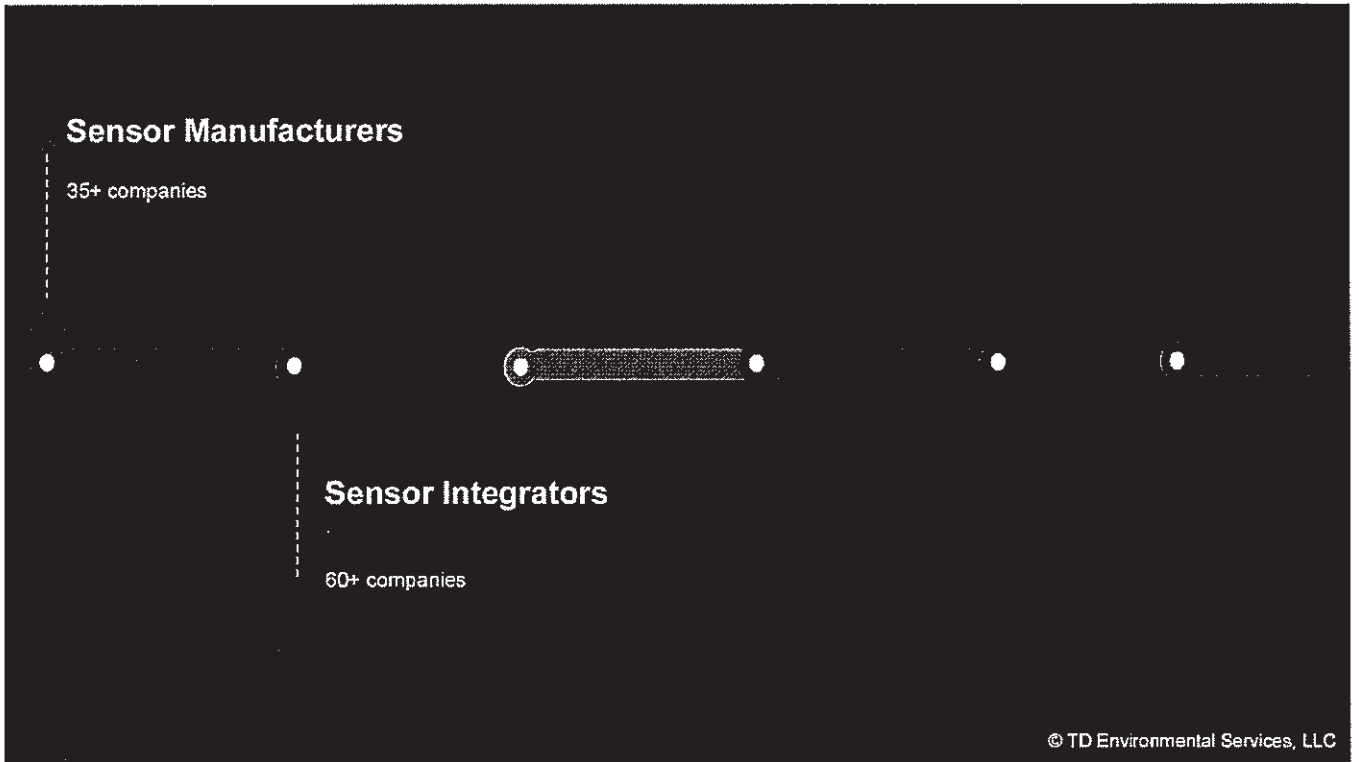 Sensor Manufacturers
35+ companies
Sensor Integrators
60+ companies
© TD Environmental Services, LLC